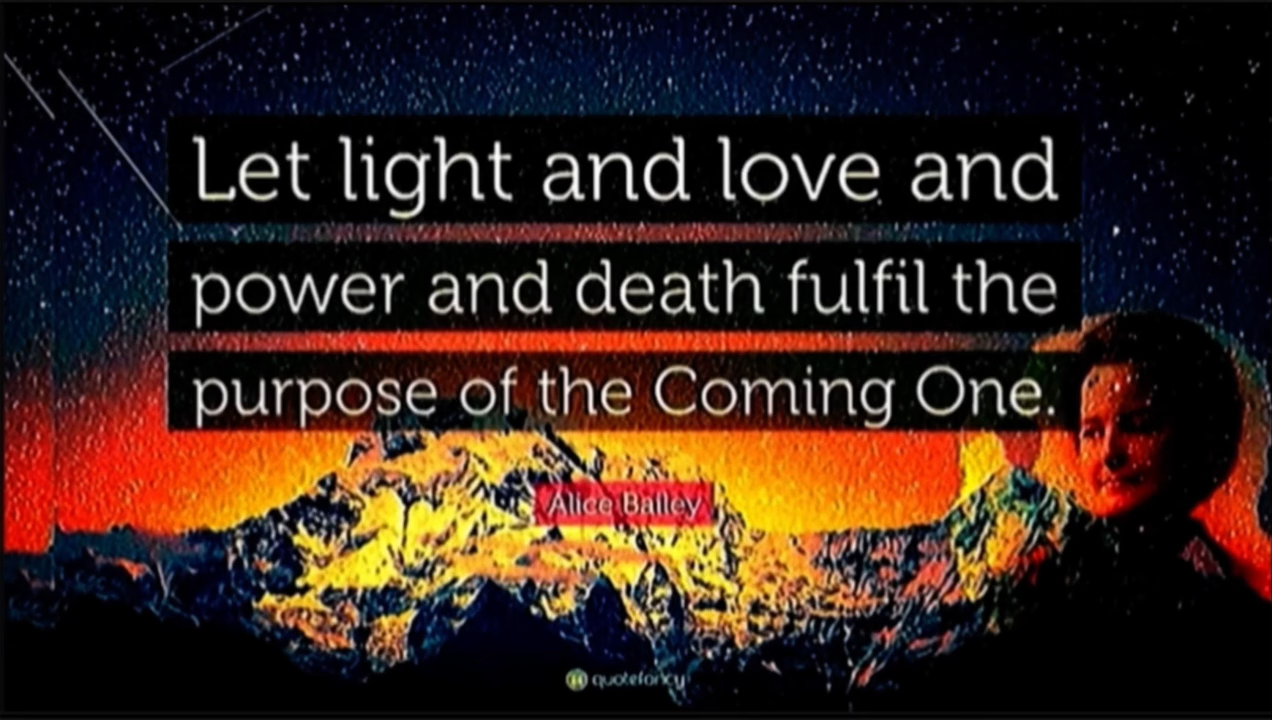 Let light and love and
power and death fulfil the
purpose of the Coming One.
Alice Bailey
quotefancy